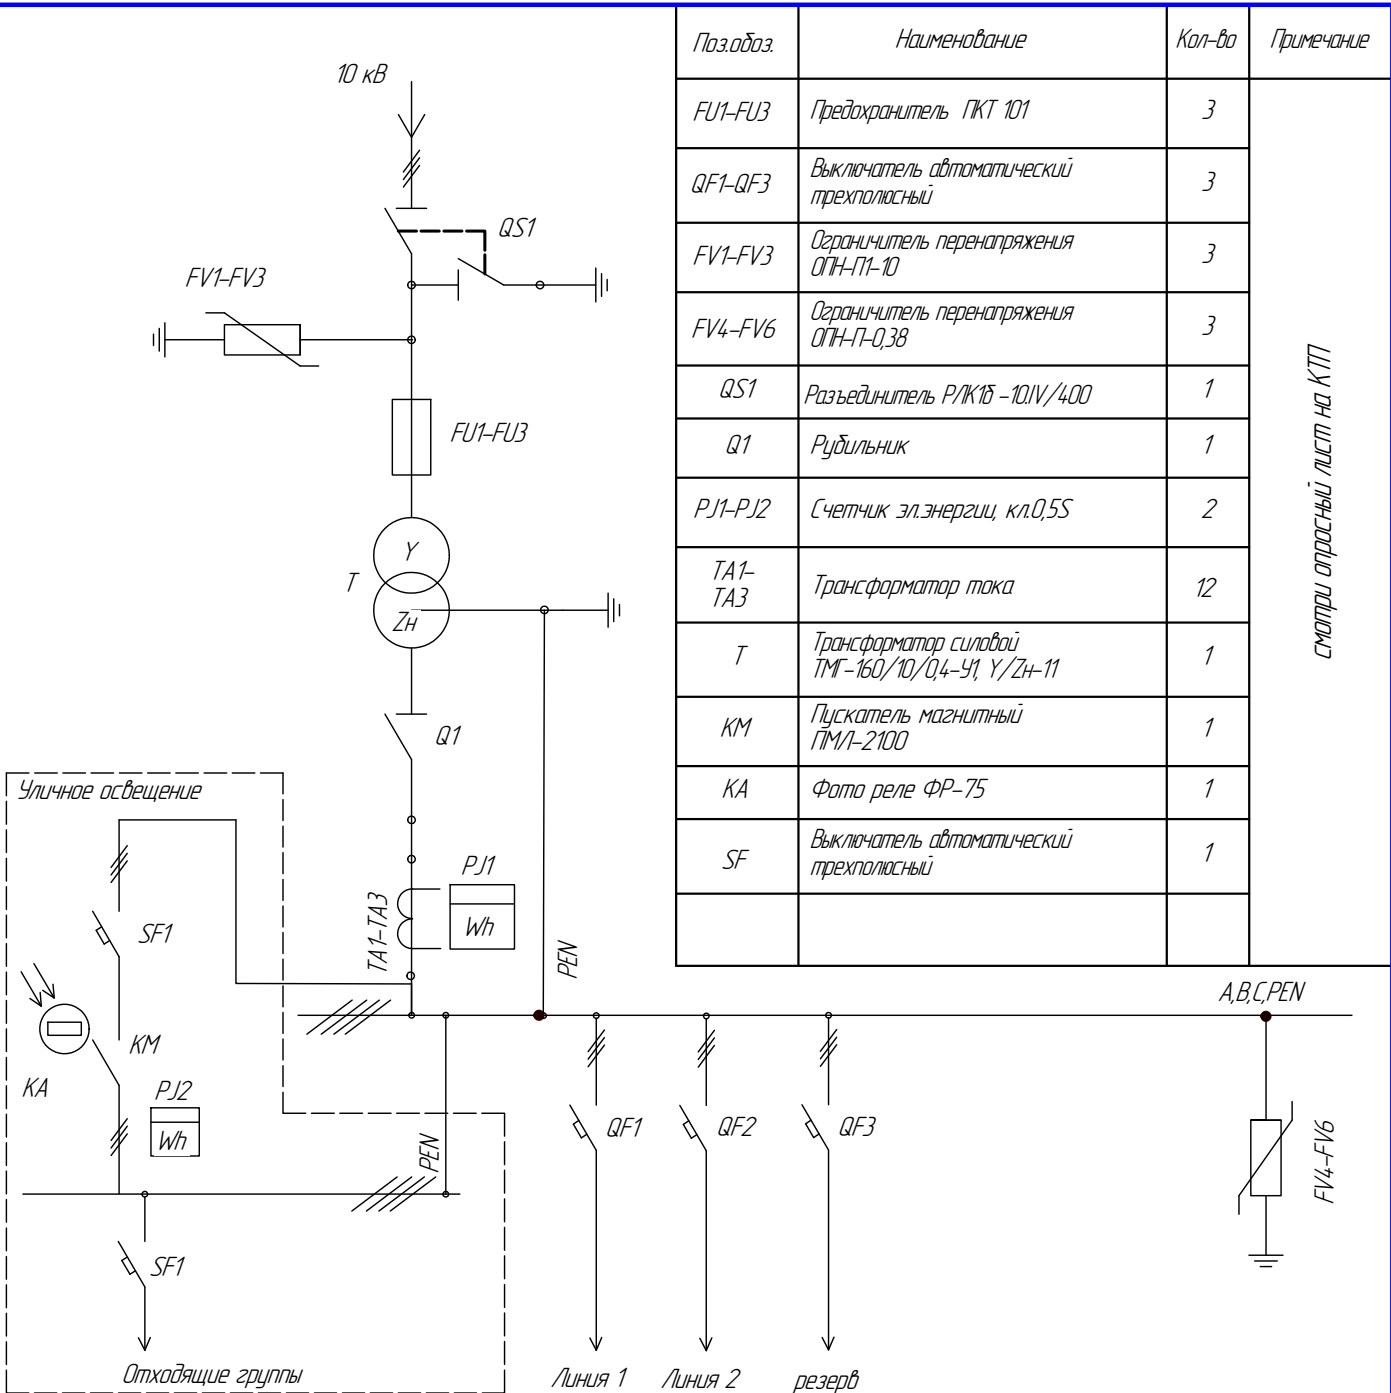 Поз.обоз.
Наименование
Кол-во
Примечание
FU1-FU3
Предохранитель ПКТ 101
3
QF1-QF3
Выключатель автоматический
трехполюсный
3
FV1-FV3
Ограничитель перенапряжения
ОПН-П1-10
3
FV4-FV6
Ограничитель перенапряжения
ОПН-П-0,38
3
QS1
Разъединитель РЛК1б -10.IV/400
1
Q1
Рубильник
1
PJ1-PJ2
Счетчик эл.энергии, кл.0,5S
2
TA1-
TA3
Трансформатор тока
12
T
Трансформатор силовой
ТМГ-160/10/0,4-У1, Y/Zн-11
1
KM
Пускатель магнитный
ПМЛ-2100
1
KA
Фото реле ФР-75
1
SF
Выключатель автоматический
трехполюсный
1
смотри опросный лист на КТП
10 кВ
QS1
FV1-FV3
FU1-FU3
Y
T
Zн
Q1
Уличное освещение
PJ1
Wh
TA1-TA3
PEN
SF1
KM
KA
PJ2
Wh
PEN
SF1
Отходящие группы
A,B,C,PEN
QF1
QF2
QF3
FV4-FV6
Линия 1
Линия 2
резерв